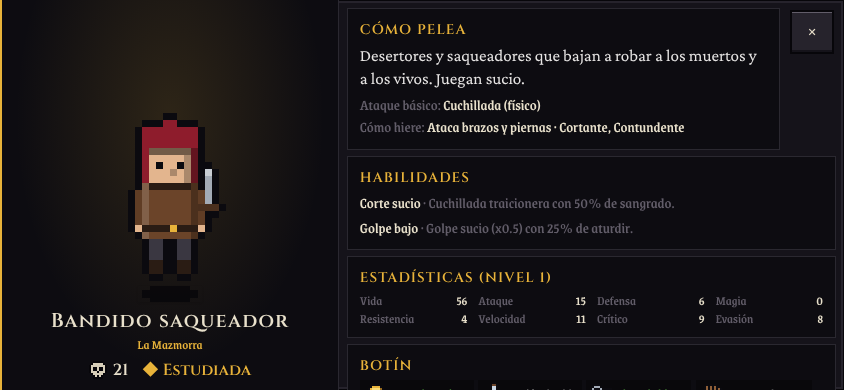 CÓMO PELEA
×
Desertores y saqueadores que bajan a robar a los muertos y
a los vivos. Juegan sucio.
Ataque básico: Cuchillada (físico)
Cómo hiere: Ataca brazos y piernas · Cortante, Contundente
HABILIDADES
Corte sucio · Cuchillada traicionera con 50% de sangrado.
Golpe bajo · Golpe sucio (x0.5) con 25% de aturdir.
ESTADÍSTICAS (NIVEL 1)
Vida 56 Ataque 15 Defensa 6 Magia 0
Resistencia 4 Velocidad 11 Crítico 9 Evasión 8
BOTÍN
BANDIDO SAQUEADOR
La Mazmorra
21 ESTUDIADA